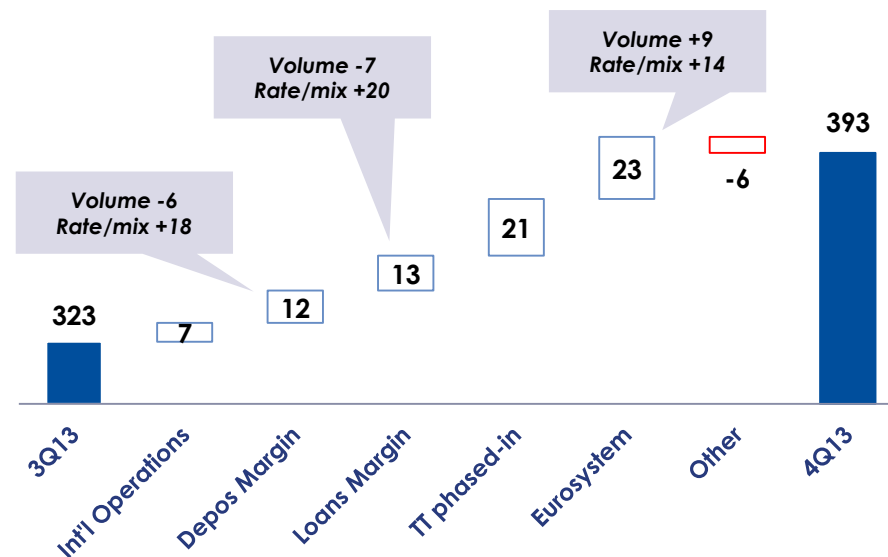 Volume +9
Rate/mix +14
Volume -7
Rate/mix +20
Volume -6
Rate/mix +18
323
7
12
13
21
23
-6
393
3Q13
Int'l Operations
Depos Margin
Loans Margin
TT phased-in
Eurosystem
Other
4Q13